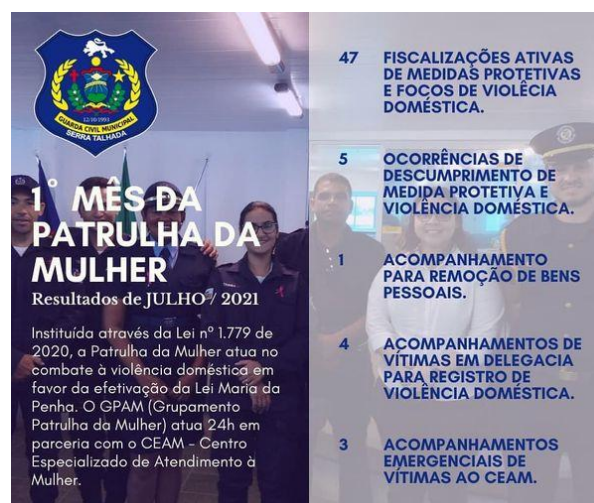 12/10/1993
GUARDA CIVIL MUNICIPAL
SERRA TALHADA
1° MÊS DA
PATRULHA DA
MULHER
Resultados de JULHO / 2021
Instituída através da Lei nº 1.779 de
2020, a Patrulha da Mulher atua no
combate à violência doméstica em
favor da efetivação da Lei Maria da
Penha. O GPAM (Grupamento
Patrulha da Mulher) atua 24h em
parceria com o CEAM - Centro
Especializado de Atendimento à
Mulher.
47 FISCALIZAÇÕES ATIVAS
DE MEDIDAS PROTETIVAS
E FOCOS DE VIOLÊCIA
DOMÉSTICA.
5 OCORRÊNCIAS DE
DESCUMPRIMENTO DE
MEDIDA PROTETIVA E
VIOLÊNCIA DOMÉSTICA.
1 ACOMPANHAMENTO
PARA REMOÇÃO DE BENS
PESSOAIS.
4 ACOMPANHAMENTOS DE
VÍTIMAS EM DELEGACIA
PARA REGISTRO DE
VIOLÊNCIA DOMÉSTICA.
3 ACOMPANHAMENTOS
EMERGENCIAIS DE
VÍTIMAS AO CEAM.